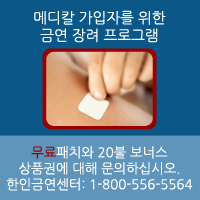 메디칼 가입자를 위한
금연 장려 프로그램
무료패치와 20불 보너스
상품권에 대해 문의하십시오.
한인금연센터: 1-800-556-5564